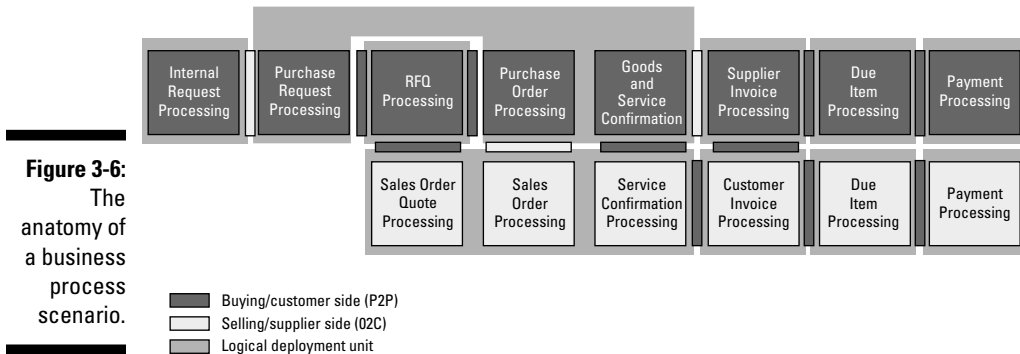 Internal
Request
Processing
Purchase
Request
Processing
RFQ
Processing
Purchase
Order
Processing
Goods
and
Service
Confirmation
Supplier
Invoice
Processing
Due
Item
Processing
Payment
Processing
Sales Order
Quote
Processing
Sales
Order
Processing
Service
Confirmation
Processing
Customer
Invoice
Processing
Due
Item
Processing
Payment
Processing
Figure 3-6:
The
anatomy of
a business
process
scenario.
Buying/customer side (P2P)
Selling/supplier side (02C)
Logical deployment unit